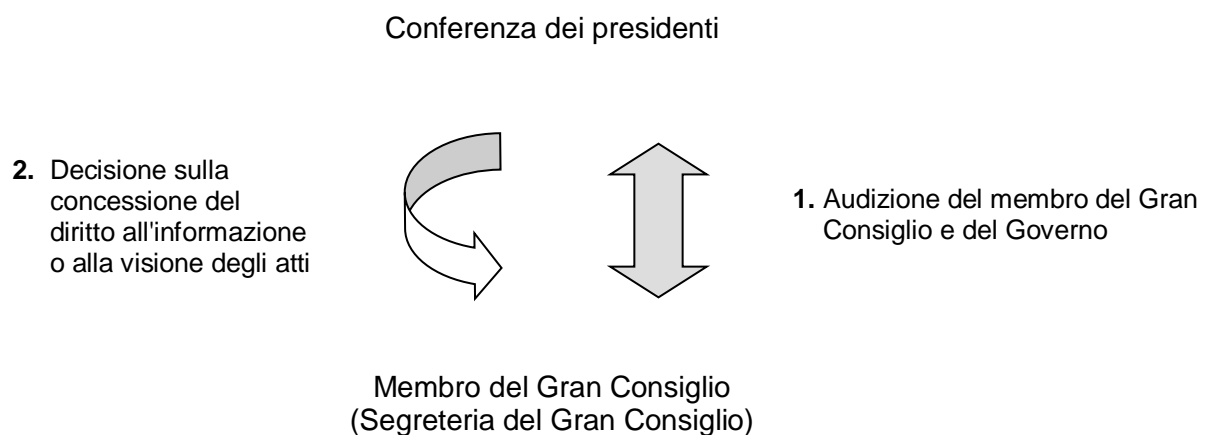 Conferenza dei presidenti
2. Decisione sulla
concessione del
diritto all'informazione
o alla visione degli atti
1. Audizione del membro del Gran
Consiglio e del Governo
Membro del Gran Consiglio
(Segreteria del Gran Consiglio)